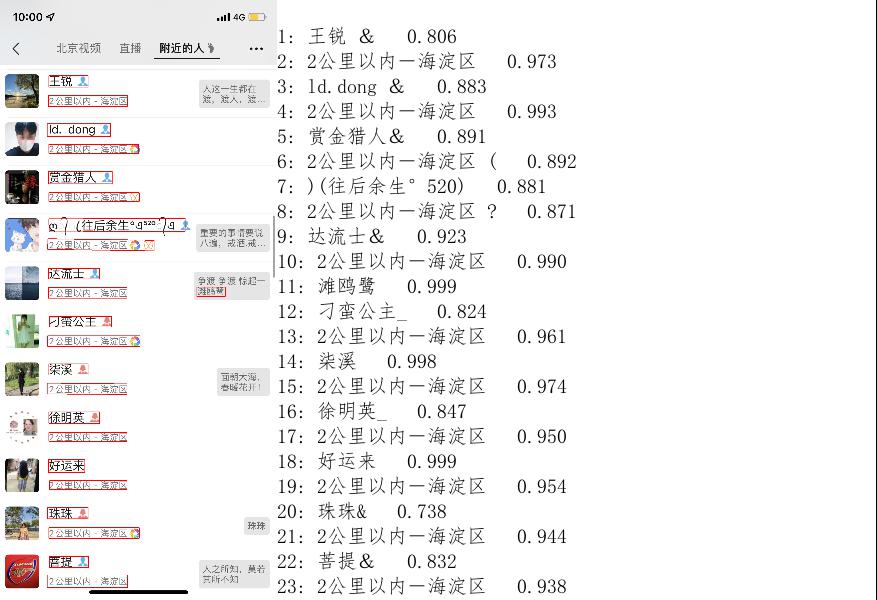 10:00
4G
北京视频 直播 附近的人
王锐
2公里以内 - 海淀区
人这一生都在
渡，渡人，渡…
ld. dong
2公里以内 - 海淀区
赏金猎人
2公里以内 - 海淀区
(往后余生°
520
2公里以内 - 海淀区
重要的事情要说
八遍，戒酒,戒…
达流士
2公里以内 - 海淀区
争渡 争渡 惊起一
滩鸥鹭
刁蛮公主
2公里以内 - 海淀区
柒溪
2公里以内 - 海淀区
面朝大海，
春暖花开！
徐明英
2公里以内 - 海淀区
好运来
2公里以内 - 海淀区
珠珠
2公里以内 - 海淀区
珠珠
菩提
2公里以内 - 海淀区
人之所知，莫若
其所不知
1: 王锐 & 0.806
2: 2公里以内－海淀区 0.973
3: ld.dong & 0.883
4: 2公里以内－海淀区 0.993
5: 赏金猎人& 0.891
6: 2公里以内－海淀区 ( 0.892
7: )(往后余生° 520) 0.881
8: 2公里以内－海淀区 ? 0.871
9: 达流士& 0.923
10: 2公里以内－海淀区 0.990
11: 滩鸥鹭 0.999
12: 刁蛮公主_ 0.824
13: 2公里以内－海淀区 0.961
14: 柒溪 0.998
15: 2公里以内－海淀区 0.974
16: 徐明英_ 0.847
17: 2公里以内－海淀区 0.950
18: 好运来 0.999
19: 2公里以内－海淀区 0.954
20: 珠珠& 0.738
21: 2公里以内－海淀区 0.944
22: 菩提& 0.832
23: 2公里以内－海淀区 0.938